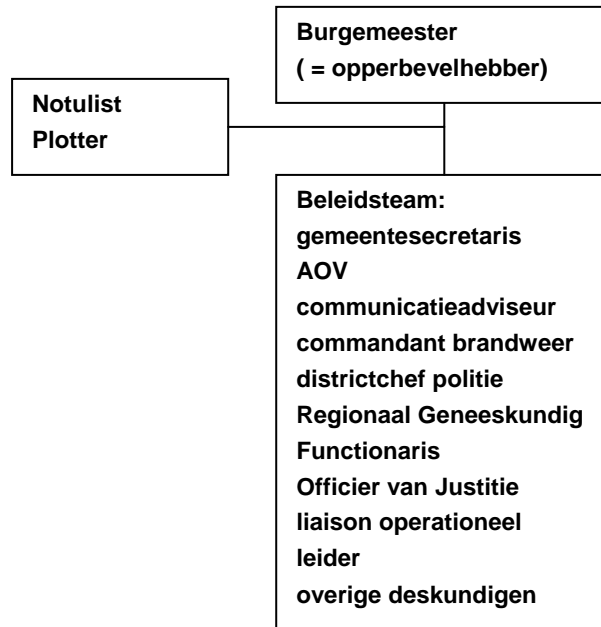 Burgemeester
( = opperbevelhebber)
Notulist
Plotter
Beleidsteam:
gemeentesecretaris
AOV
communicatieadviseur
commandant brandweer
districtchef politie
Regionaal Geneeskundig
Functionaris
Officier van Justitie
liaison operationeel
leider
overige deskundigen